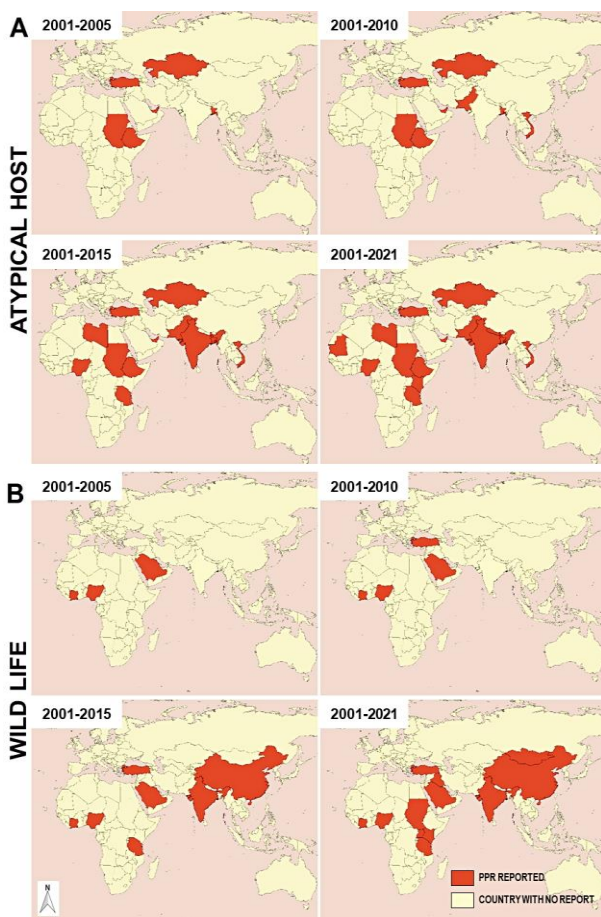 A
ATYPICAL HOST
2001-2005
2001-2010
2001-2015
2001-2021
B
WILD LIFE
2001-2005
2001-2010
2001-2015
2001-2021
N
PPR REPORTED
COUNTRY WITH NO REPORT